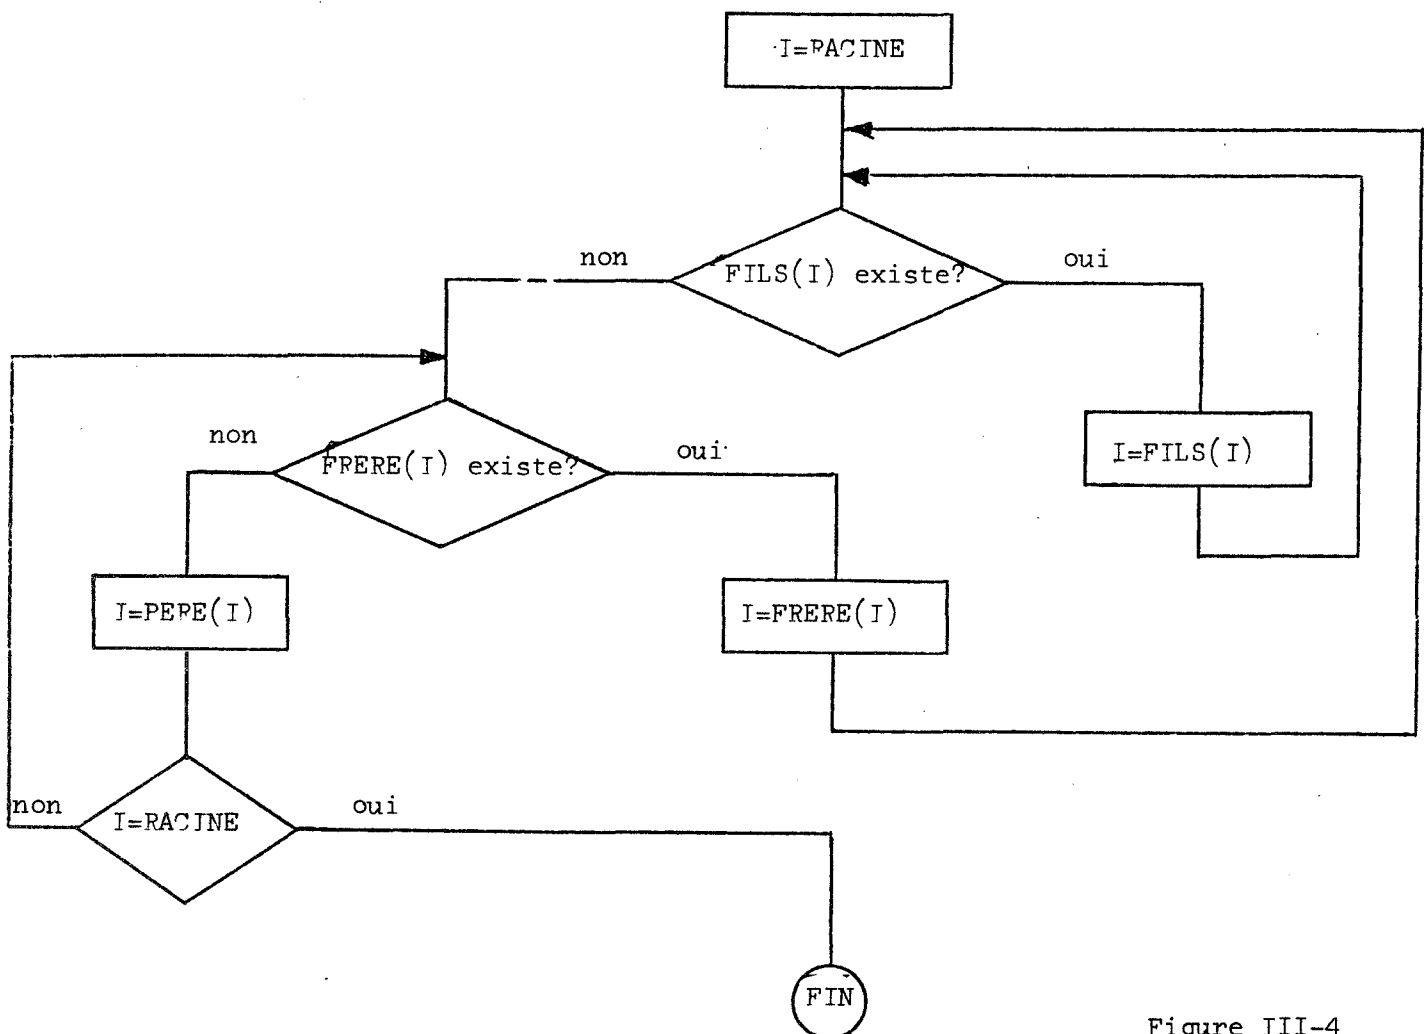 I=RACINE
non
FILS(I) existe?
oui
non
FRERE(I) existe?
oui
I=FILS(I)
I=PERE(I)
I=FRERE(I)
non
I=RACINE
oui
FIN
Figure III-4